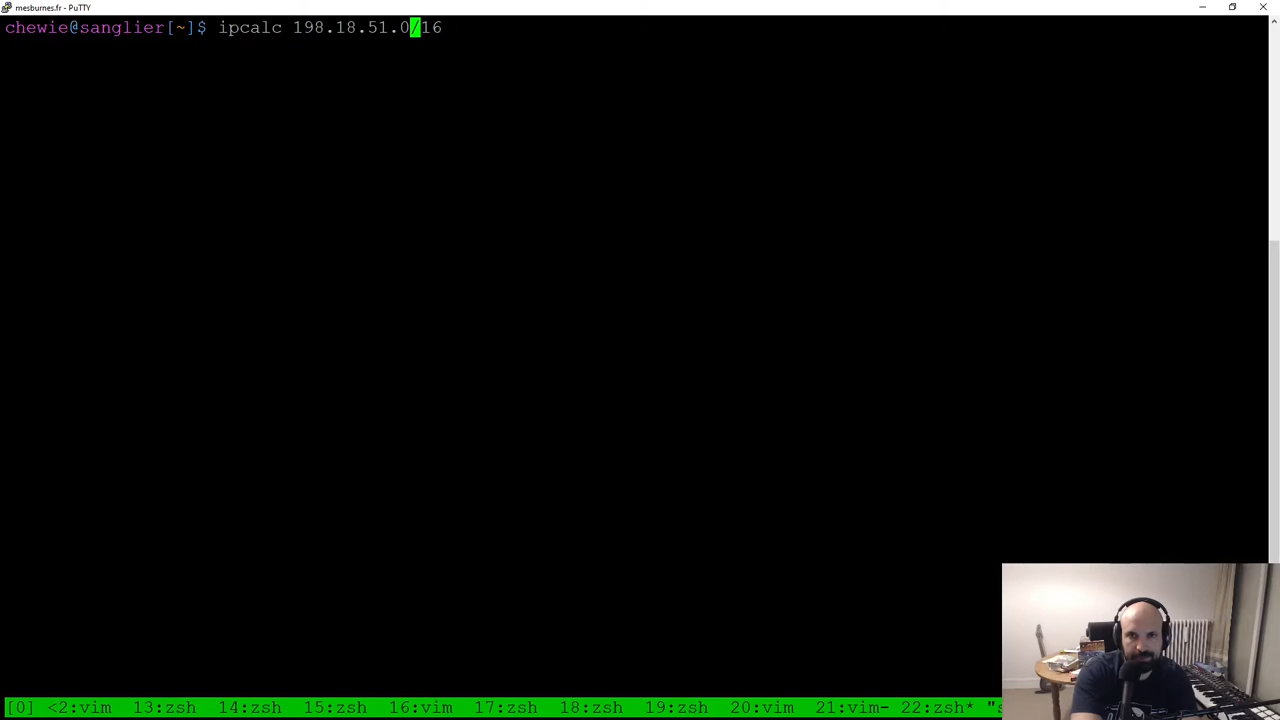 mesburnes.fr - PuTTY
chewie@sanglier[~]$ ipcalc 198.18.51.0/16
[0] <2:vim 13:zsh 14:zsh 15:zsh 16:vim 17:zsh 18:zsh 19:zsh 20:vim 21:vim- 22:zsh* "s